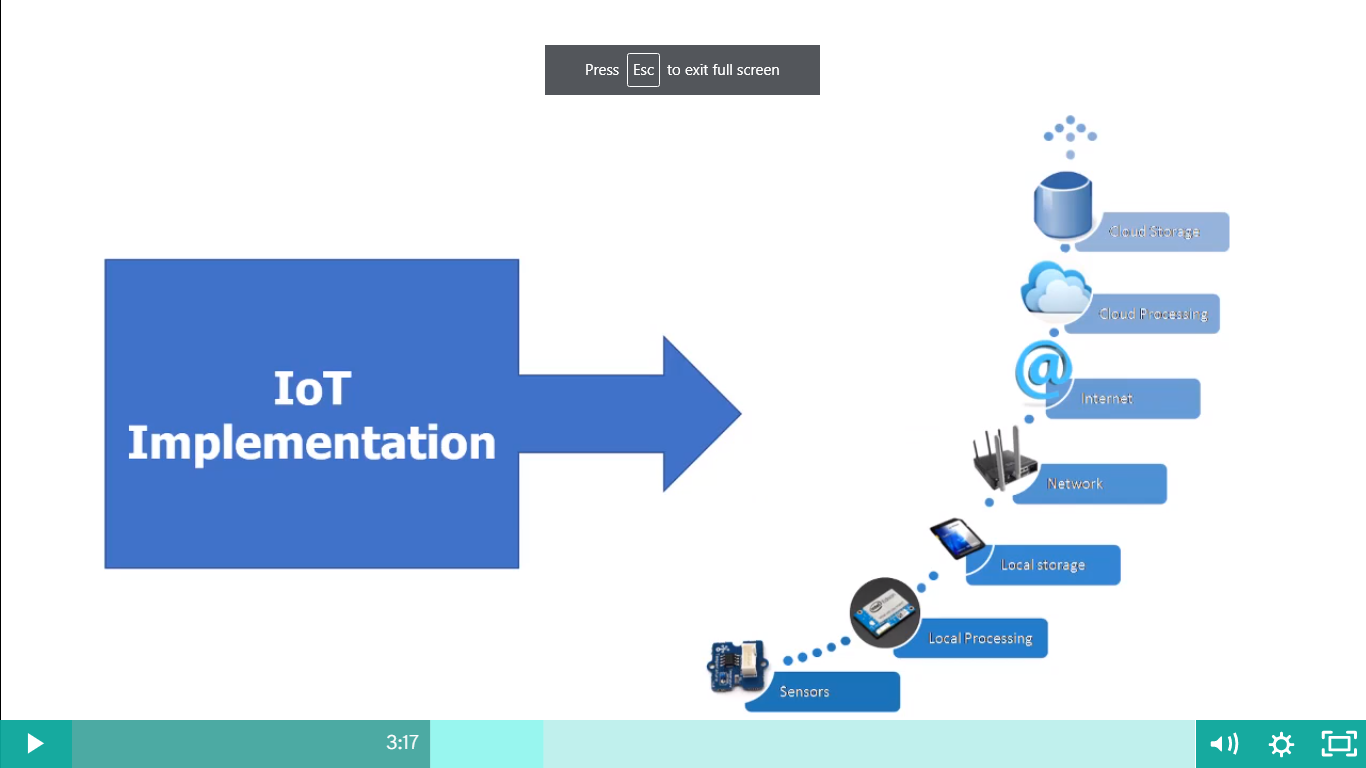 Press Esc to exit full screen
Cloud Storage
Cloud Processing
Internet
IoT
Implementation
Network
Local storage
Local Processing
Sensors
3:17